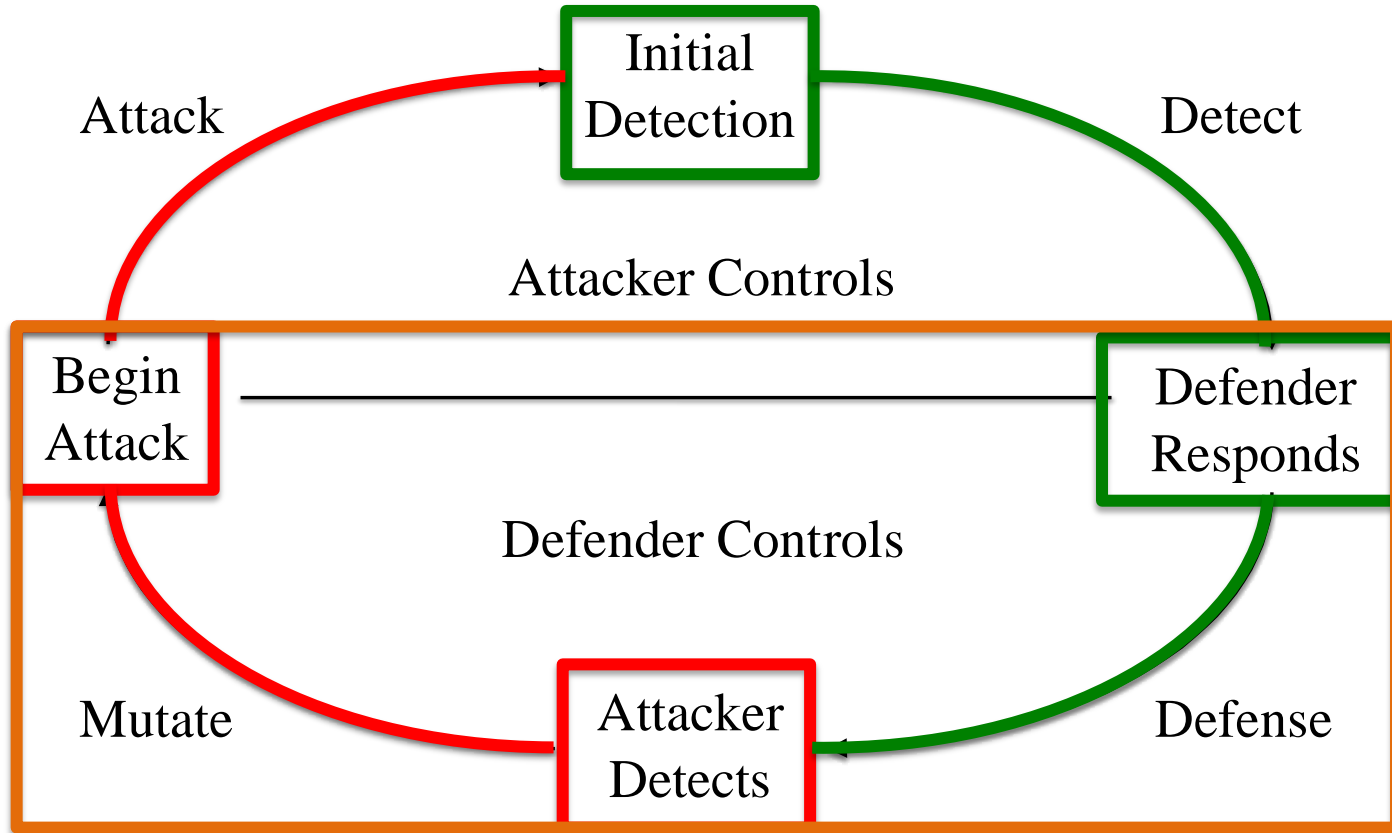 Initial
Detection
Attack
Detect
Attacker Controls
Begin
Attack
Defender
Responds
Defender Controls
Mutate
Attacker
Detects
Defense